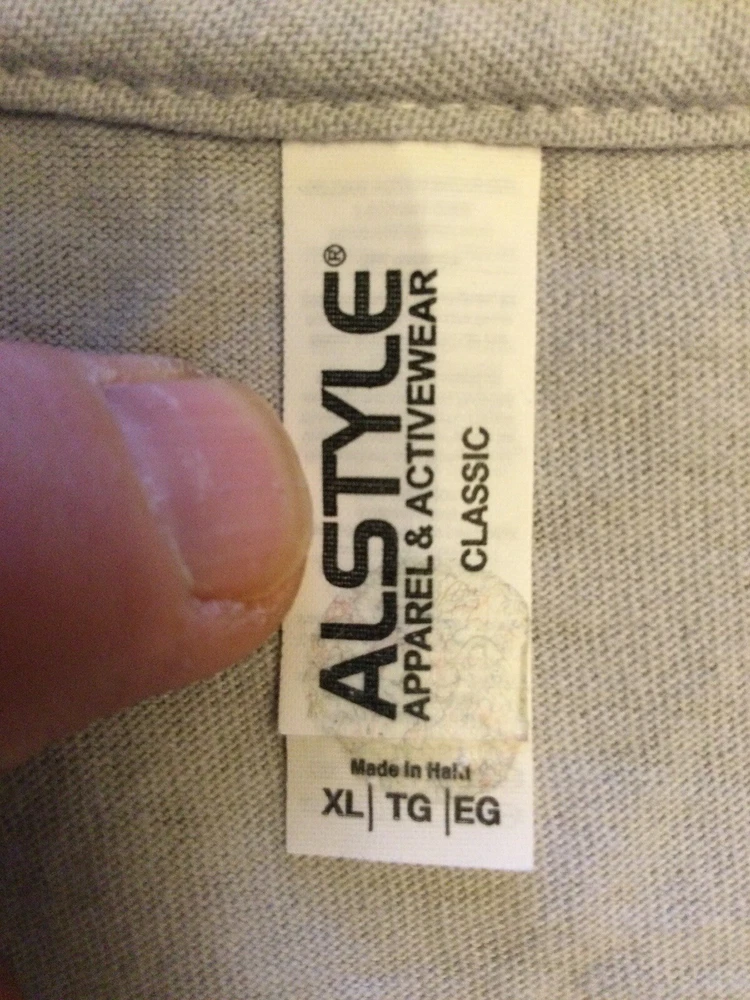 ALSTYLE®
APPAREL & ACTIVEWEAR
CLASSIC
Made in Haiti
XL| TG |EG